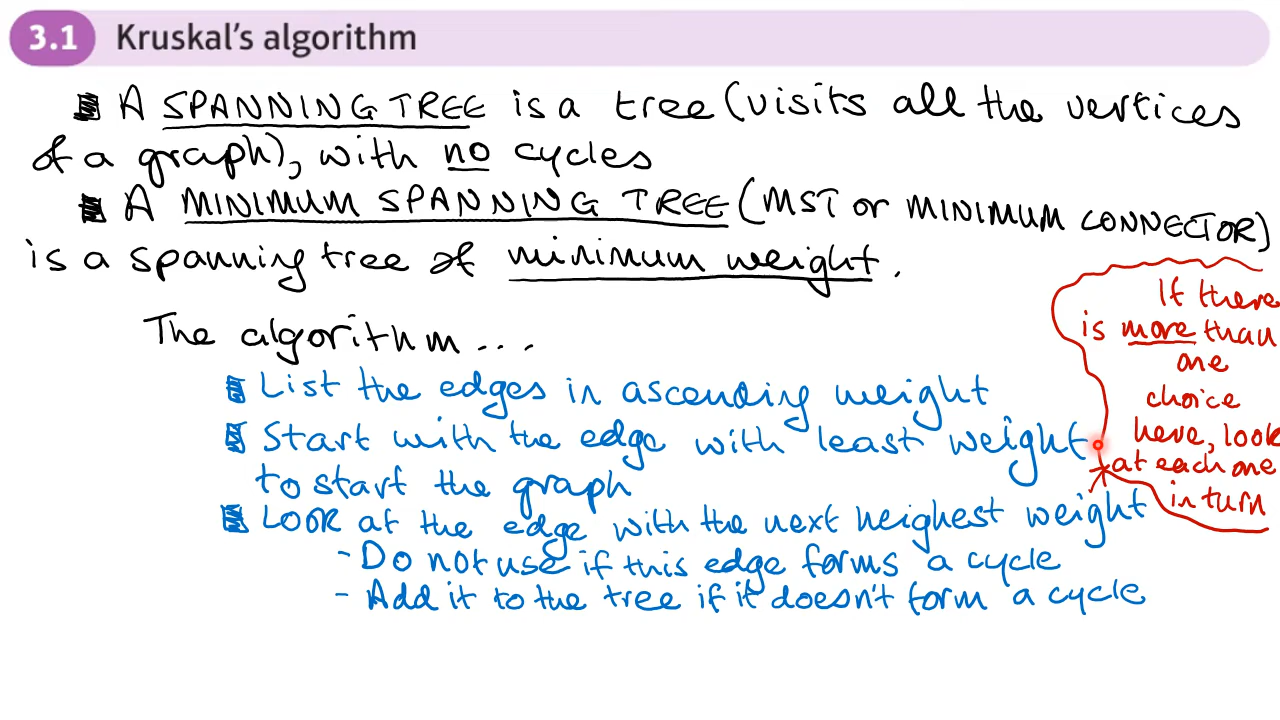 3.1 Kruskal's algorithm
A SPANNING TREE is a tree (visits all the vertices
of a graph), with no cycles
A MINIMUM SPANNING TREE (MST or MINIMUM CONNECTOR)
is a spanning tree of minimum weight.
The algorithm...
List the edges in ascending weight
Start with the edge with least weight
to start the graph
LOOK at the edge with the next heighest weight
- Do not use if this edge forms a cycle
- Add it to the tree if it doesn't form a cycle
If there
is more than
one
choice
here, look
at each one
in turn